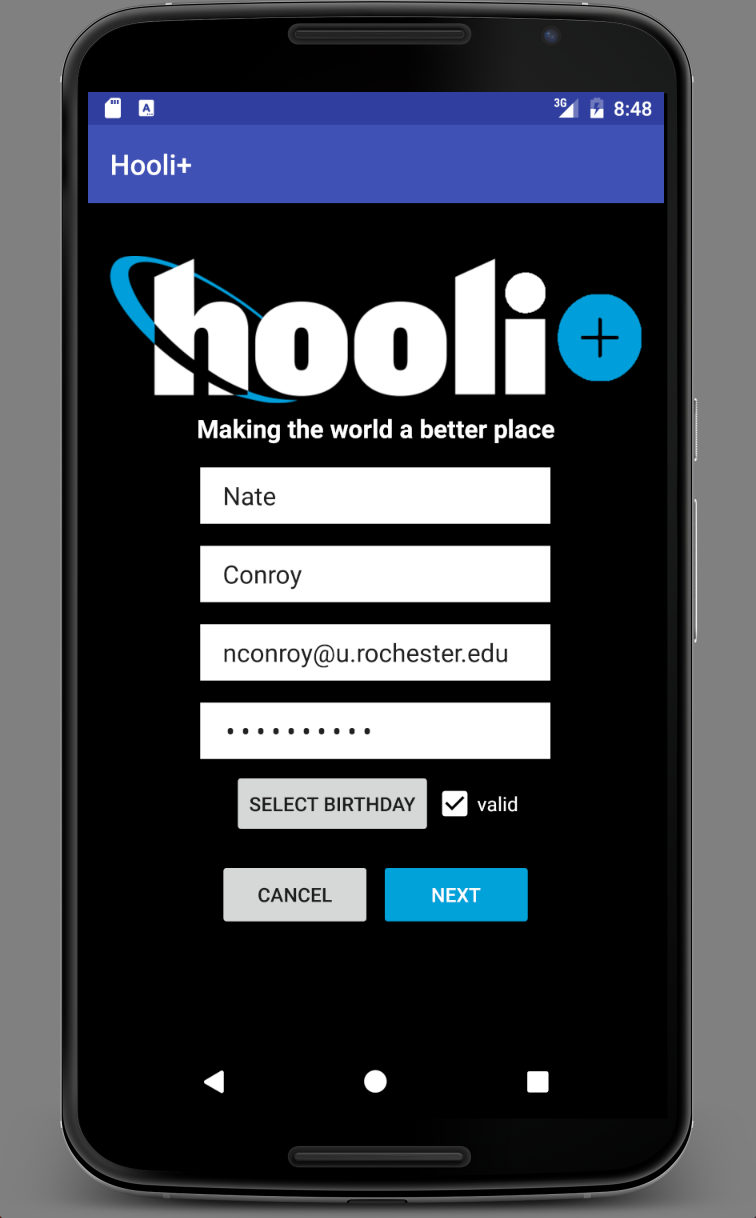 3G 8:48
Hooli+
hooli+
Making the world a better place
Nate
Conroy
nconroy@u.rochester.edu
••••••••••
SELECT BIRTHDAY valid
CANCEL NEXT